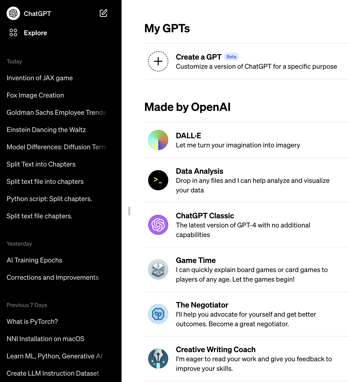 ChatGPT
Explore
Today
Invention of JAX game
Fox Image Creation
Goldman Sachs Employee Trends
Einstein Dancing the Waltz
Model Differences: Diffusion
Split Text into Chapters
Split text file into chapters
Python script: Split chapters.
Split text file chapters.
Yesterday
AI Training Epochs
Corrections and Improvements
Previous 7 Days
What is PyTorch?
NNI Installation on macOS
Learn ML, Python, Generative AI
Create LLM Instruction Dataset
My GPTs
Create a GPT Beta
Customize a version of ChatGPT for a specific purpose
Made by OpenAI
DALL·E
Let me turn your imagination into imagery
Data Analysis
Drop in any files and I can help analyze and visualize
your data
ChatGPT Classic
The latest version of GPT-4 with no additional
capabilities
Game Time
I can quickly explain board games or card games to
players of any age. Let the games begin!
The Negotiator
I'll help you advocate for yourself and get better
outcomes. Become a great negotiator.
Creative Writing Coach
I'm eager to read your work and give you feedback to
improve your skills.